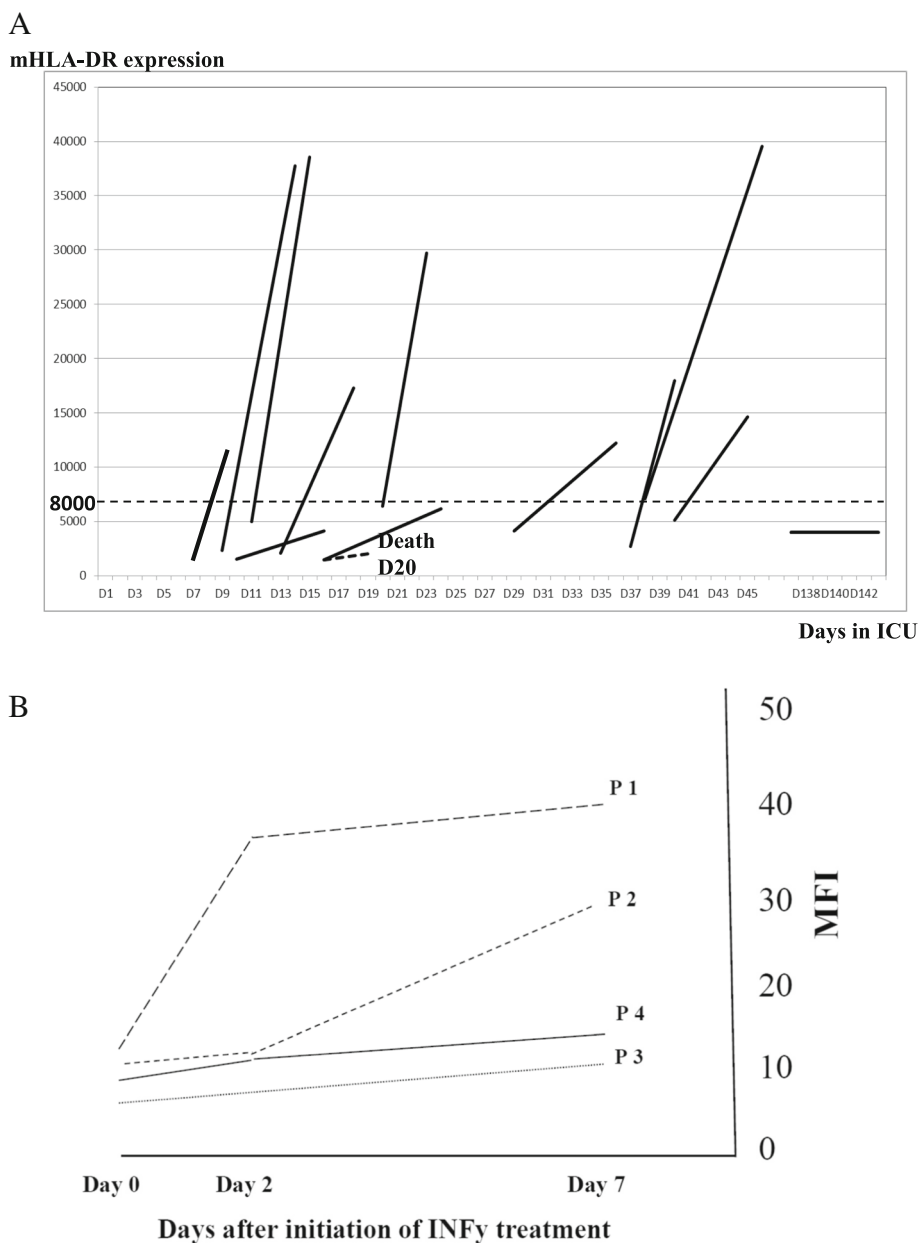 A
mHLA-DR expression
45000
40000
35000
30000
25000
20000
15000
10000
8000
5000
0
Death
D20
D1 D3 D5 D7 D9 D11 D13 D15 D17 D19 D21 D23 D25 D27 D29 D31 D33 D35 D37 D39 D41 D43 D45 D138 D140 D142
Days in ICU
B
50
40
30
20
10
0
MFI
P 1
P 2
P 4
P 3
Day 0 Day 2 Day 7
Days after initiation of INFy treatment